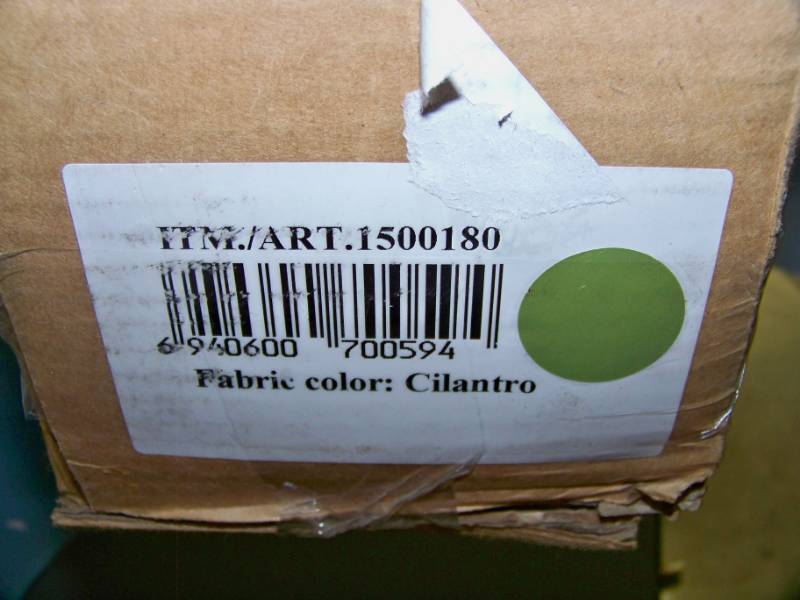 ITM./ART.1500180
6 940600 700594
Fabric color: Cilantro